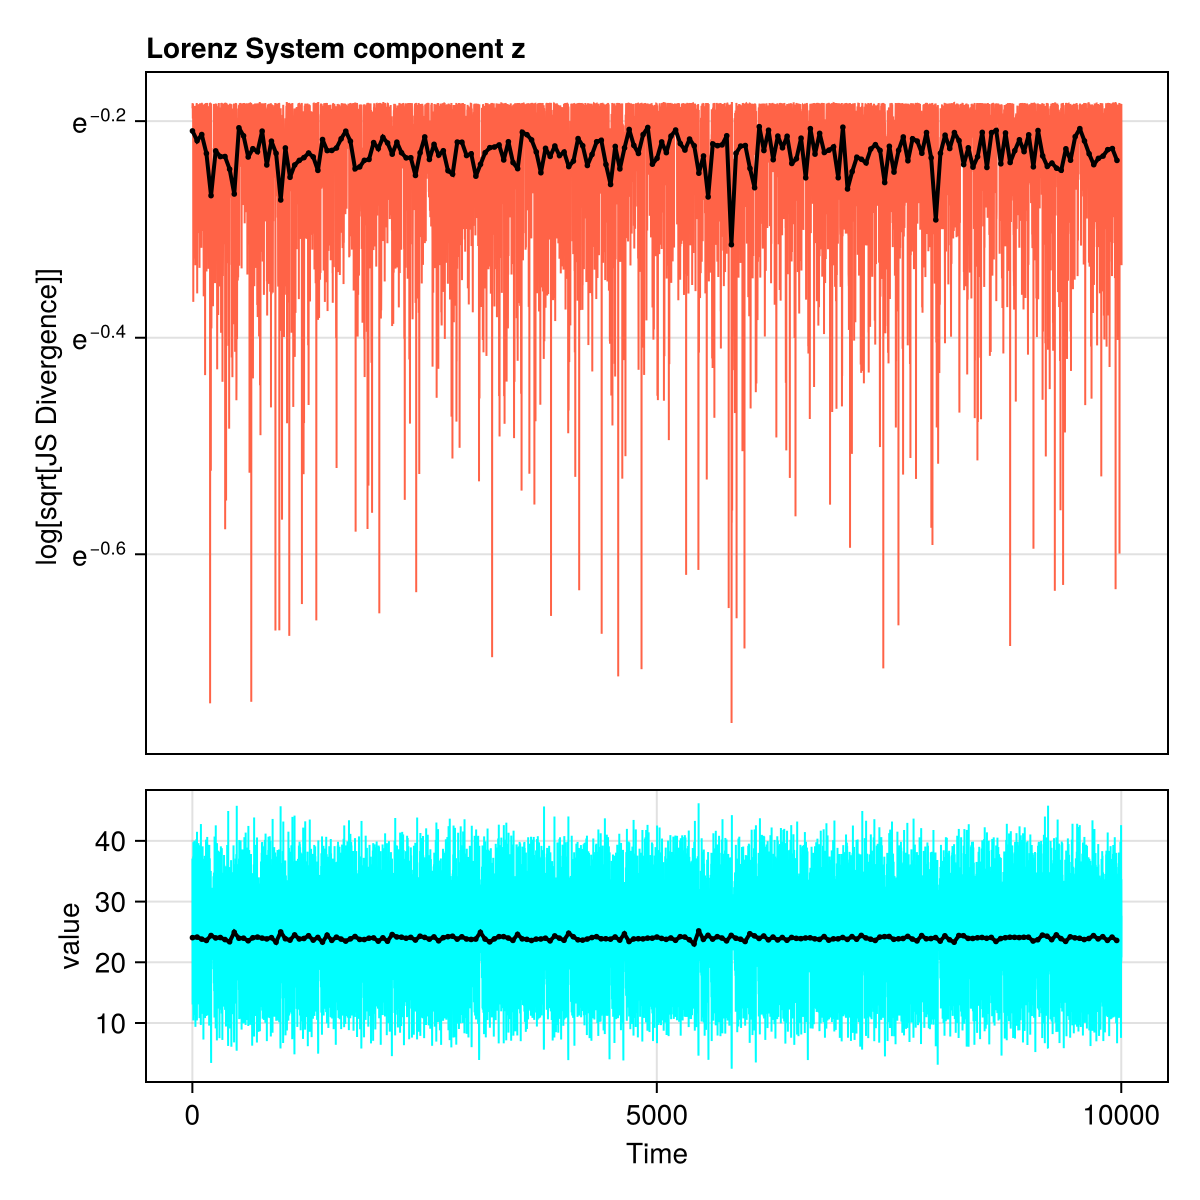 Lorenz System component z
log[sqrt[JS Divergence]]
e^−0.2
e^−0.4
e^−0.6
value
40
30
20
10
0 5000 10000
Time